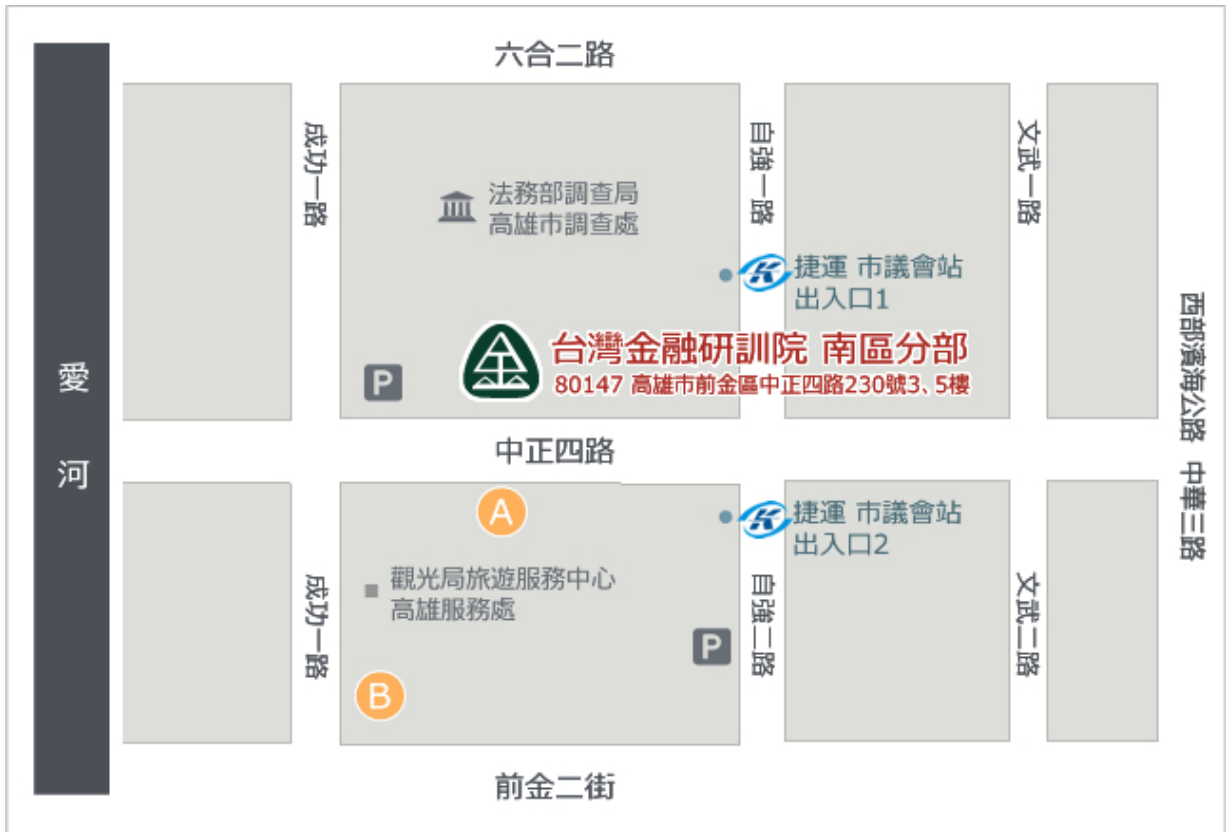 六合二路
成功一路
自強一路
文武一路
法務部調查局
高雄市調查處
捷運 市議會站
出入口1
台灣金融研訓院 南區分部
80147 高雄市前金區中正四路230號3、5樓
P
愛河
西部濱海公路 中華三路
中正四路
A
捷運 市議會站
出入口2
觀光局旅遊服務中心
高雄服務處
成功一路
自強二路
文武二路
P
B
前金二街